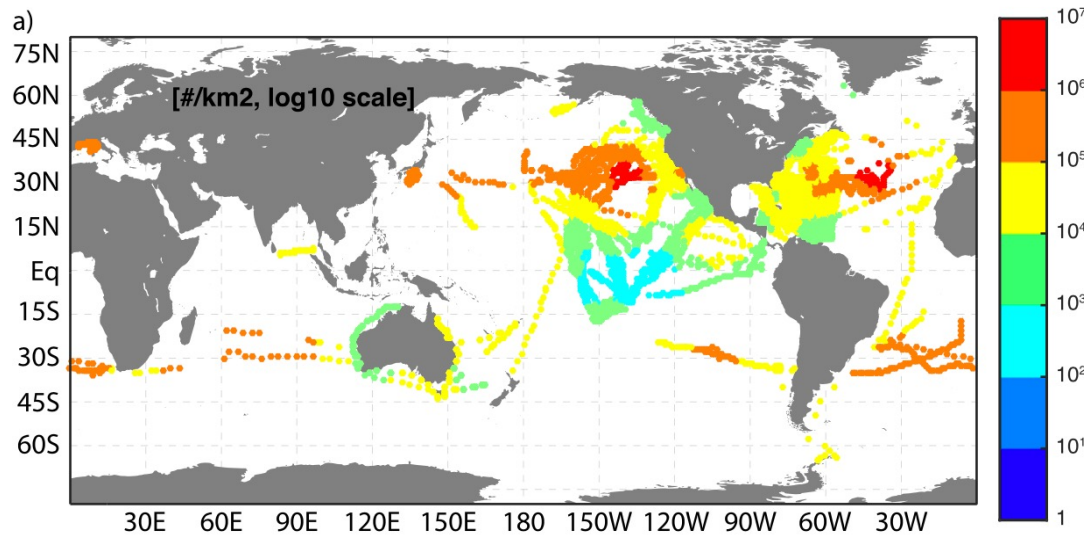 a)
75N
60N
45N
30N
15N
Eq
15S
30S
45S
60S
[#/km2, log10 scale]
30E 60E 90E 120E 150E 180 150W 120W 90W 60W 30W
10⁷
10⁶
10⁵
10⁴
10³
10²
10¹
1